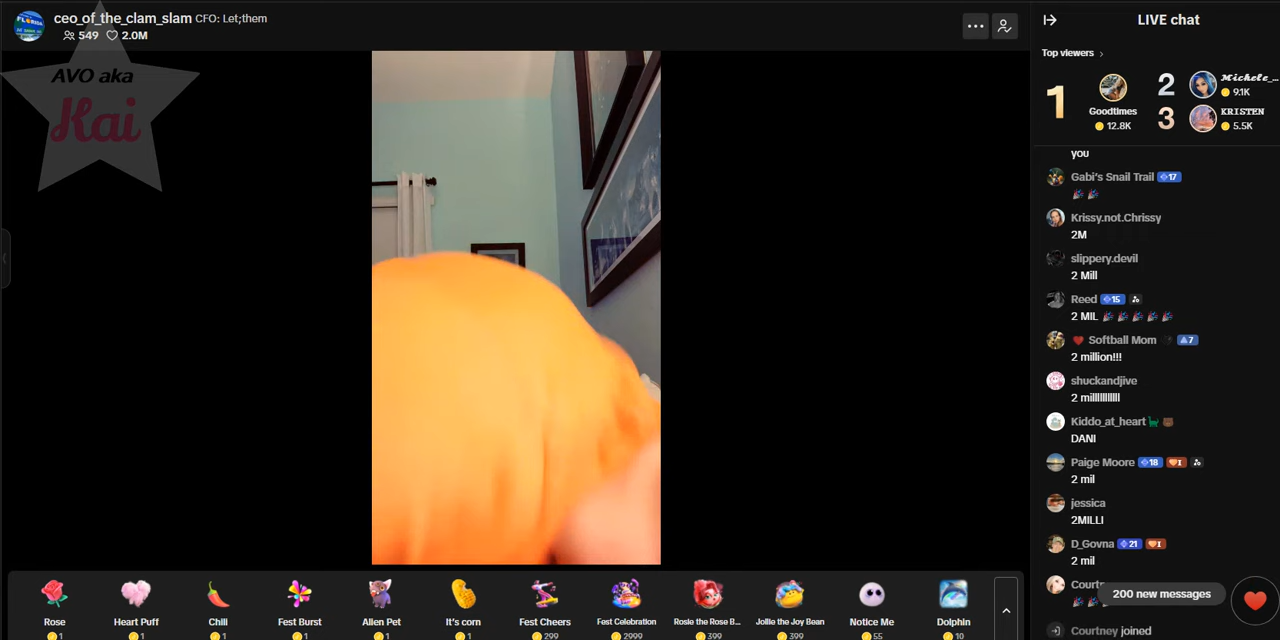 ceo_of_the_clam_slam CFO: Let;them
549 2.0M
AVO aka
Kai
LIVE chat
Top viewers
1
Goodtimes
12.8K
2
Michele_...
9.1K
3
KRISTEN
5.5K
you
Gabi's Snail Trail 17
Krissy.not.Chrissy
2M
slippery.devil
2 Mill
Reed 15
2 MIL
Softball Mom 7
2 million!!!
shuckandjive
Kiddo_at_heart
DANI
Paige Moore 18 I
2 mil
jessica
2MILLI
D_Govna 21 I
2 mil
200 new messages
Courtney joined
Rose
1
Heart Puff
1
Chili
1
Fest Burst
1
Alien Pet
1
It's corn
1
Fest Cheers
299
Fest Celebration
2999
Rosie the Rose B...
399
Jollie the Joy Bean
399
Notice Me
55
Dolphin
10